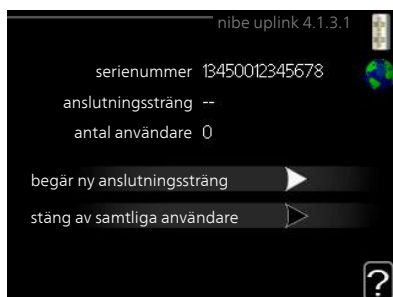 nibe uplink 4.1.3.1
serienummer 13450012345678
anslutningssträng --
antal användare 0
begär ny anslutningssträng
stäng av samtliga användare
?